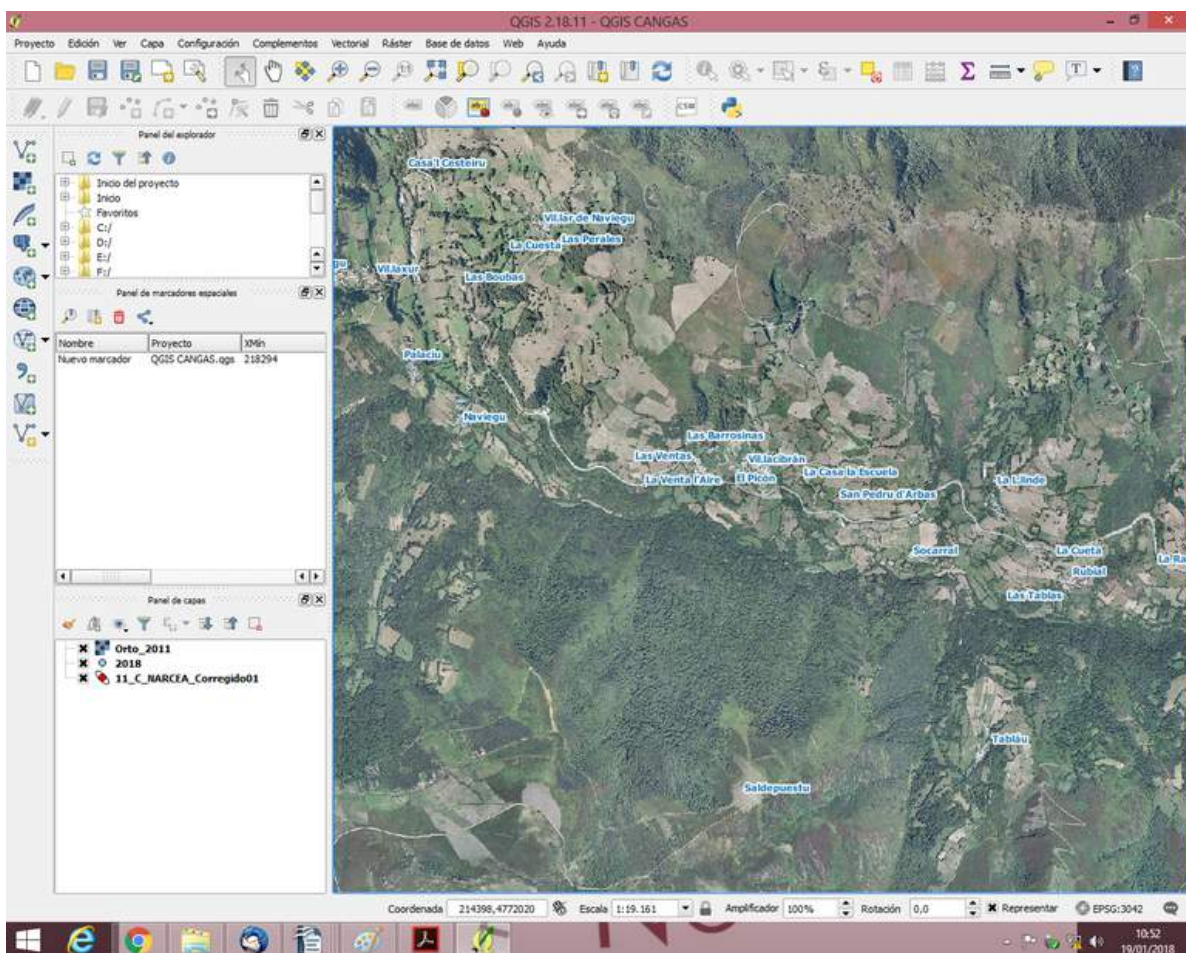 QGIS 2.18.11 - QGIS CANGAS
Proyecto Edición Ver Capa Configuración Complementos Vectorial Ráster Base de datos Web Ayuda
Panel del explorador
Inicio del proyecto
Inicio
Favoritos
C:/
D:/
E:/
F:/
Panel de marcadores espaciales
Nombre Proyecto XMín
Nuevo marcador QGIS CANGAS.qgs 218294
Panel de capas
Orto_2011
2018
11_C_NARCEA_Corregido01
Casa'l Cesteiru
Vil.lar de Naviegu
La Cuesta Las Perales
gu Vil.laxur
Las Boubas
Palaciu
Naviegu
Las Barrosinas
Las Ventas Vil.lacibrán
La Venta l'Aire El Picón La Casa la Escuela
San Pedru d'Arbas La L.linde
Socarral La Cueta La Ra
Rubial
Las Tablas
Tabláu
Saldepuestu
Coordenada 214398,4772020 Escala 1:19.161 Amplificador 100% Rotación 0,0 Representar EPSG:3042
10:52
19/01/2018